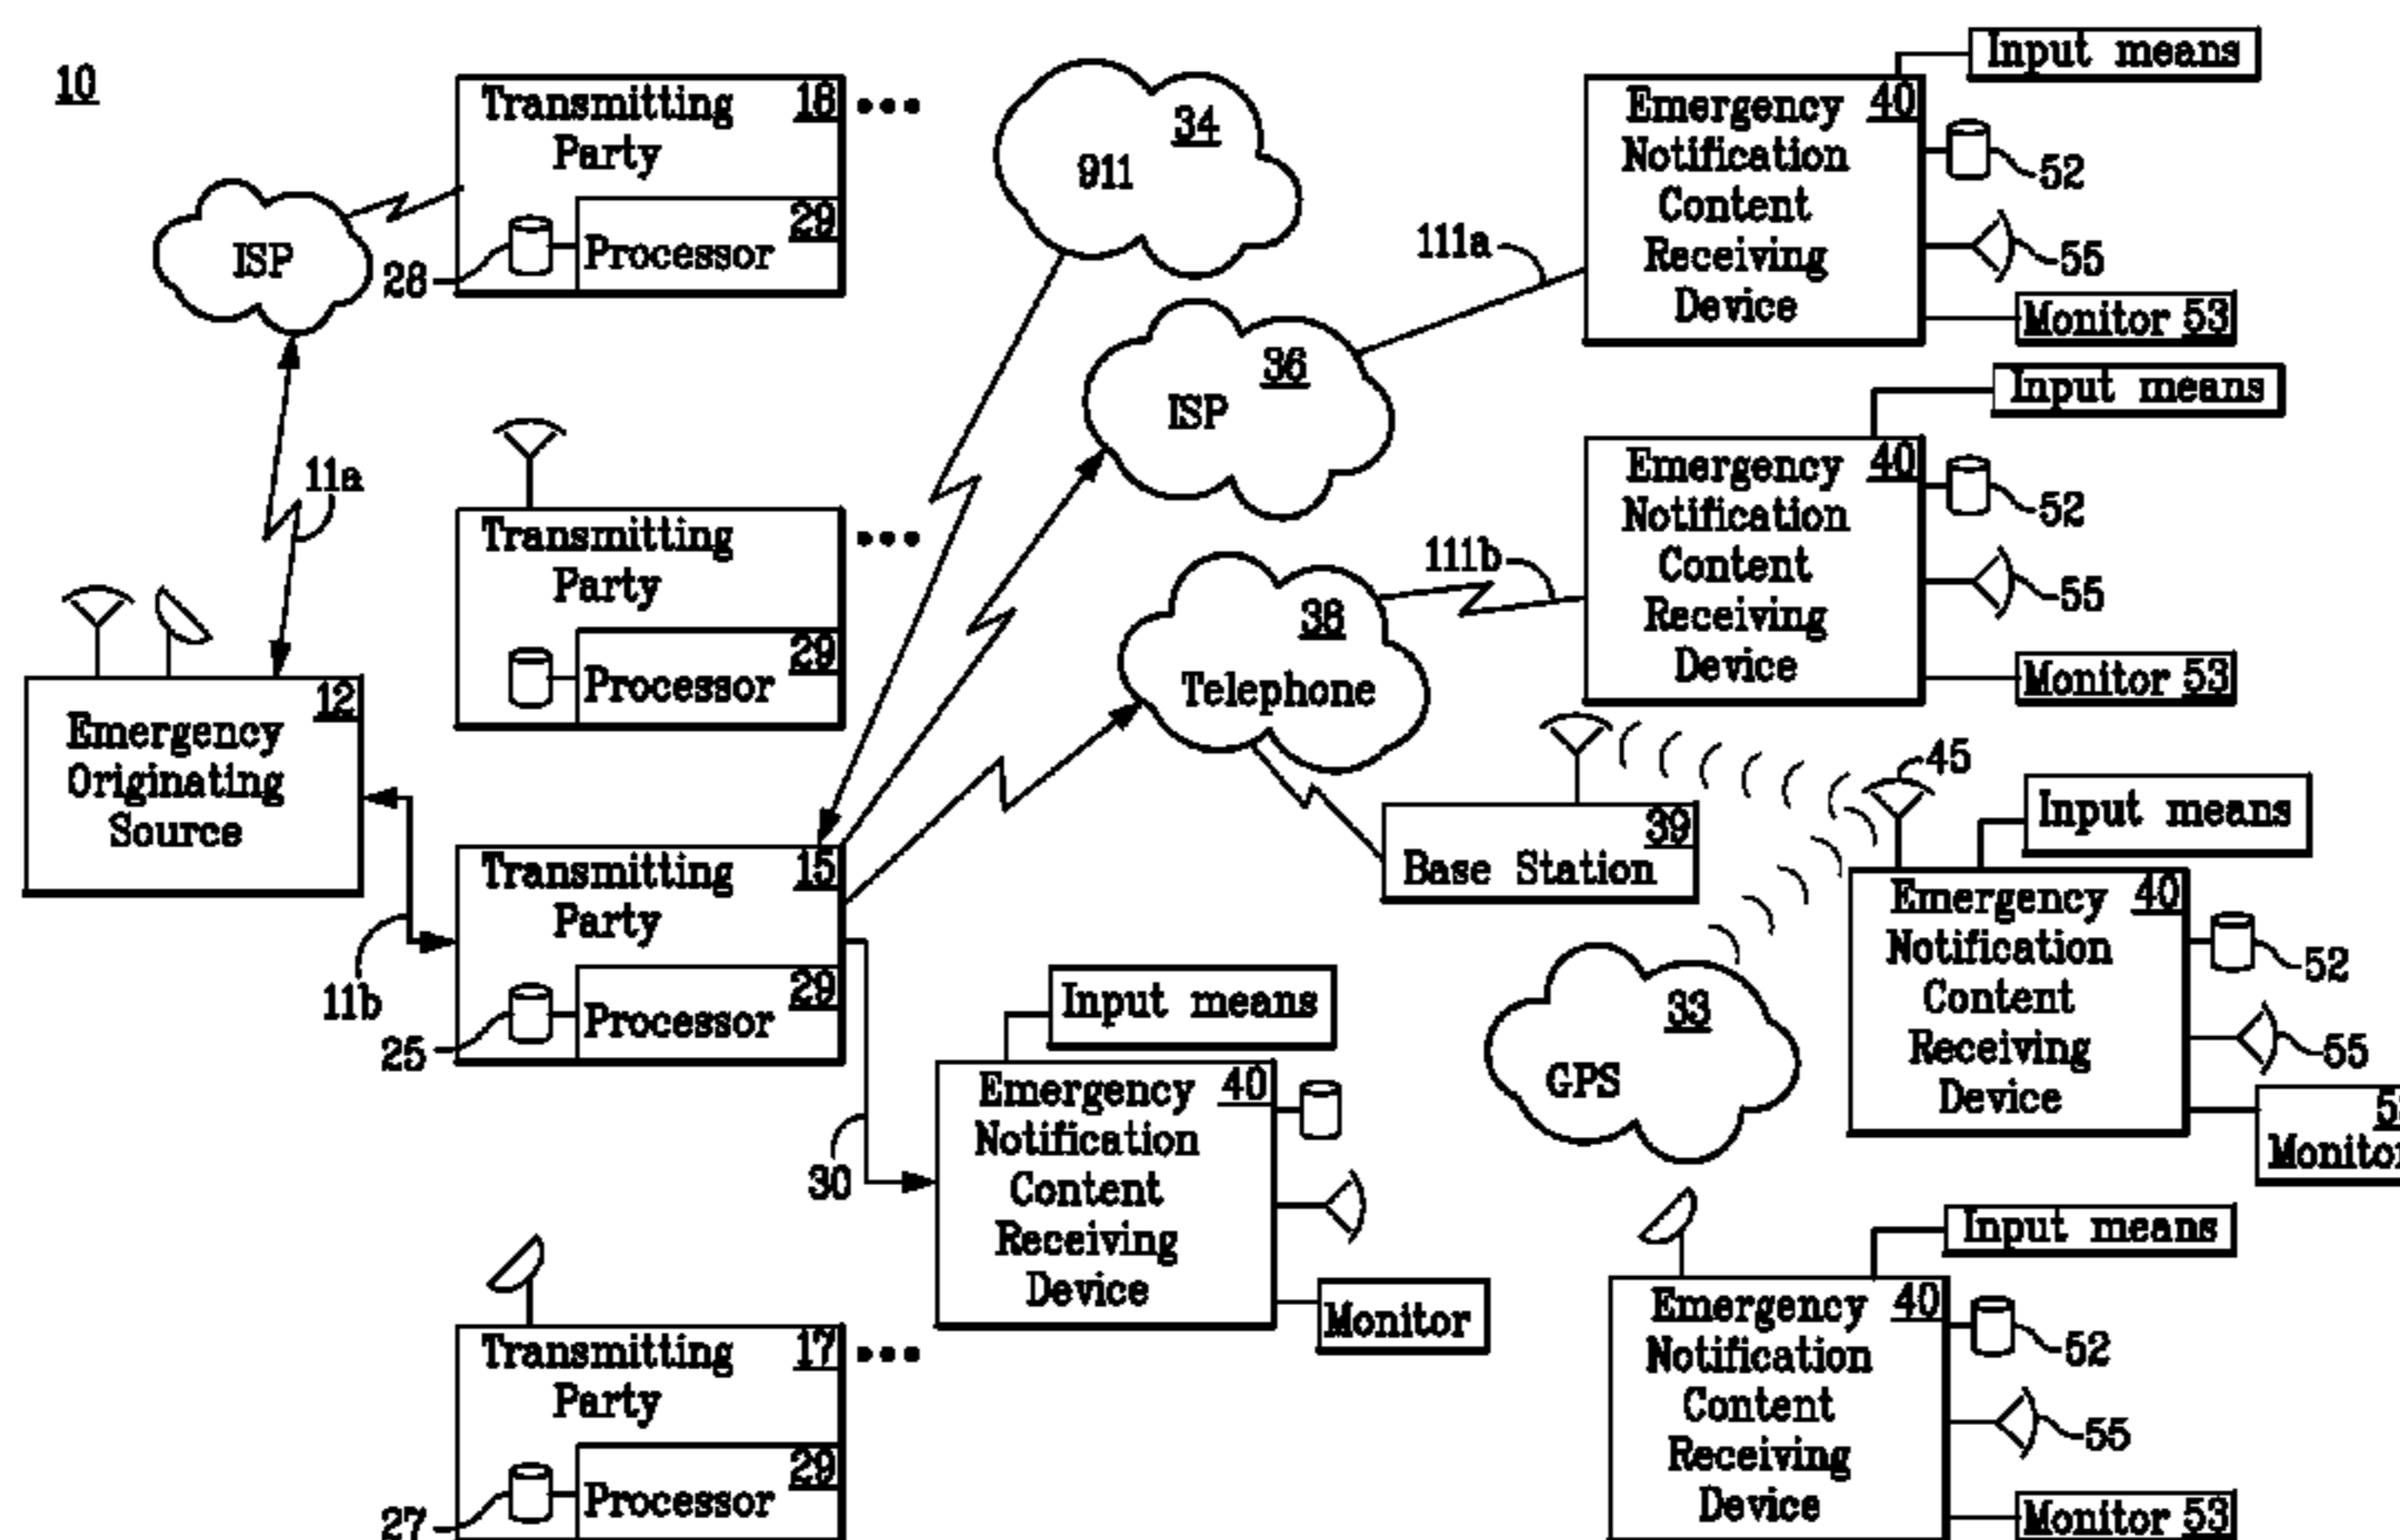 10
Transmitting 18
Party
Processor 29
28
ISP
11a
Transmitting
Party
Processor 29
12
Emergency
Originating
Source
11b
Transmitting 15
Party
Processor 29
25
30
Transmitting 17
Party
Processor 29
27
911 34
ISP 36
Telephone 38
111a
111b
Base Station 39
GPS 33
45
Input means
Emergency 40
Notification
Content
Receiving
Device
52
55
Monitor 53
Input means
Emergency 40
Notification
Content
Receiving
Device
52
55
Monitor 53
Input means
Emergency 40
Notification
Content
Receiving
Device
52
55
Input means
Emergency 40
Notification
Content
Receiving
Device
Monitor
Input means
Emergency 40
Notification
Content
Receiving
Device
52
55
Monitor 53